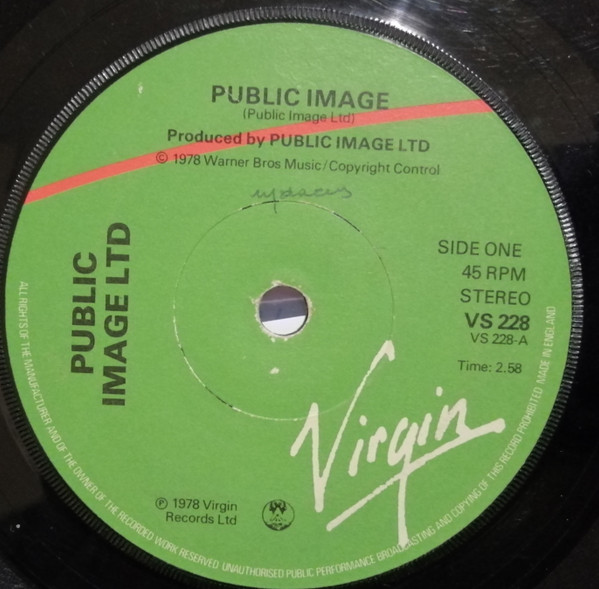 PUBLIC IMAGE
(Public Image Ltd)
Produced by PUBLIC IMAGE LTD
© 1978 Warner Bros Music/Copyright Control
PUBLIC
IMAGE LTD
SIDE ONE
45 RPM
STEREO
VS 228
VS 228-A
Time: 2.58
Virgin
℗ 1978 Virgin
Records Ltd
ALL RIGHTS OF THE MANUFACTURER AND OF THE OWNER OF THE RECORDED WORK RESERVED UNAUTHORISED PUBLIC PERFORMANCE BROADCASTING AND COPYING OF THIS RECORD PROHIBITED MADE IN ENGLAND